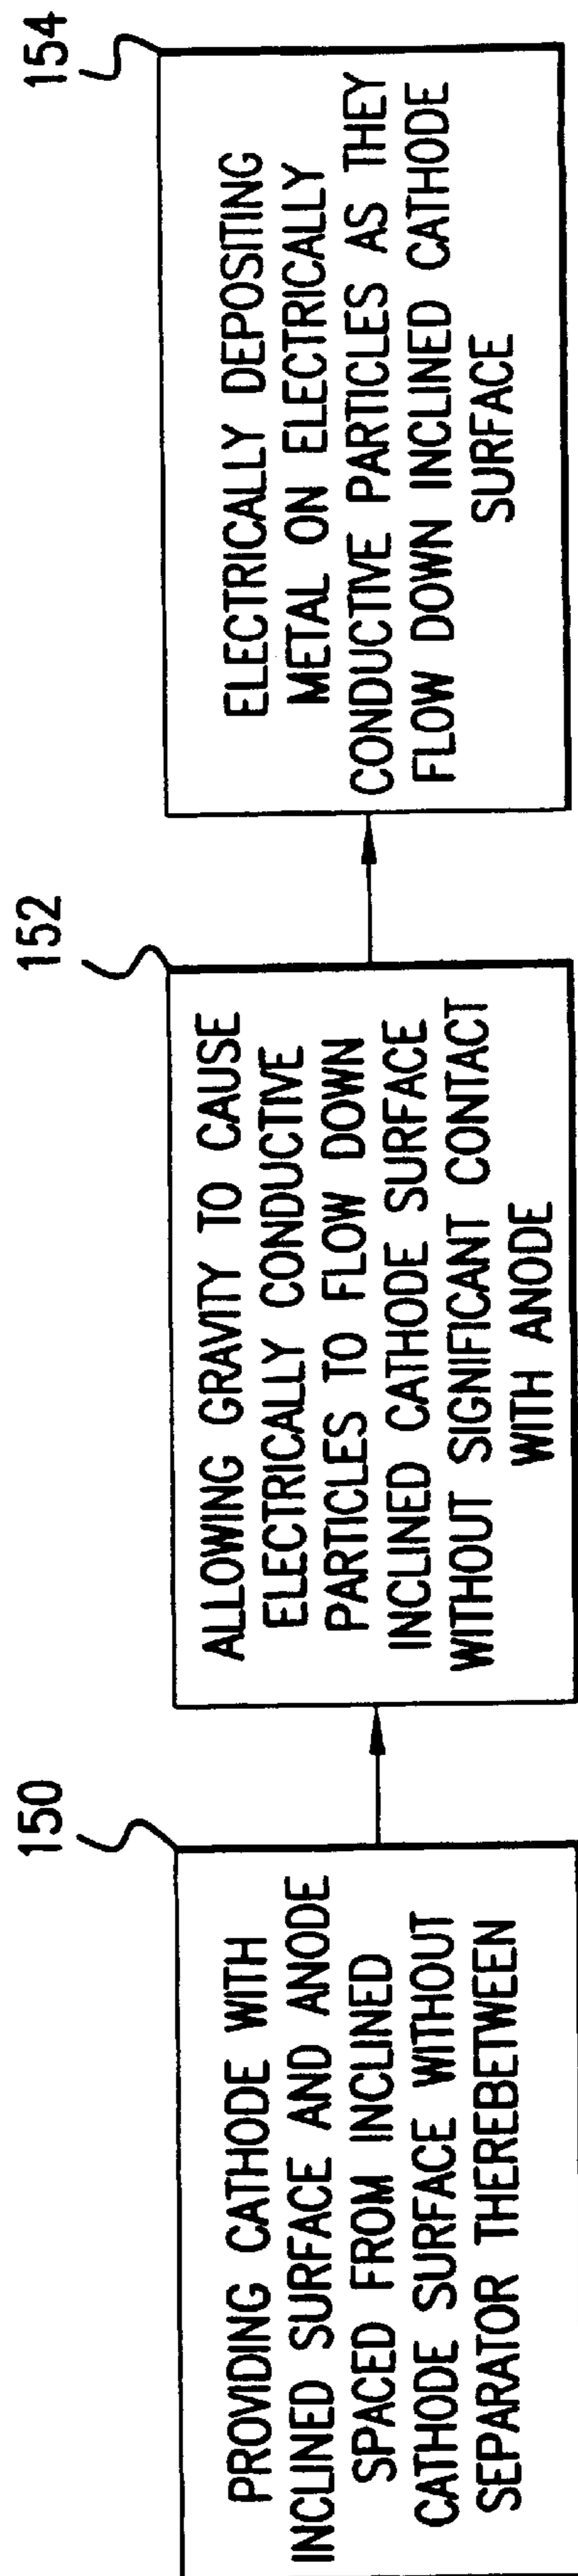 150
PROVIDING CATHODE WITH
INCLINED SURFACE AND ANODE
SPACED FROM INCLINED
CATHODE SURFACE WITHOUT
SEPARATOR THEREBETWEEN
152
ALLOWING GRAVITY TO CAUSE
ELECTRICALLY CONDUCTIVE
PARTICLES TO FLOW DOWN
INCLINED CATHODE SURFACE
WITHOUT SIGNIFICANT CONTACT
WITH ANODE
154
ELECTRICALLY DEPOSITING
METAL ON ELECTRICALLY
CONDUCTIVE PARTICLES AS THEY
FLOW DOWN INCLINED CATHODE
SURFACE